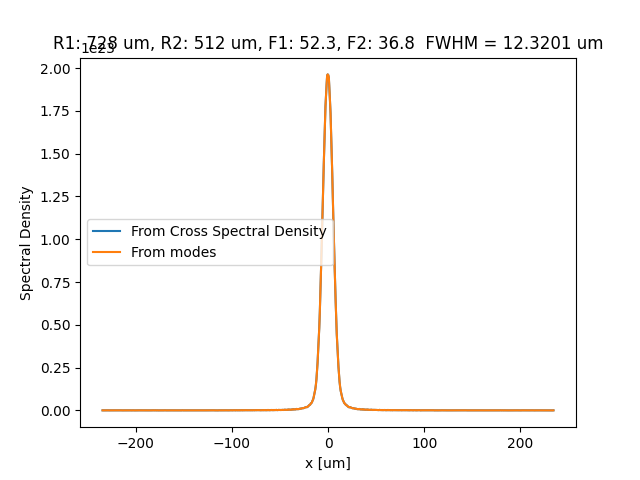 R1: 728 um, R2: 512 um, F1: 52.3, F2: 36.8  FWHM = 12.3201 um
1e23
2.00
1.75
1.50
1.25
1.00
0.75
0.50
0.25
0.00
Spectral Density
From Cross Spectral Density
From modes
−200
−100
0
100
200
x [um]